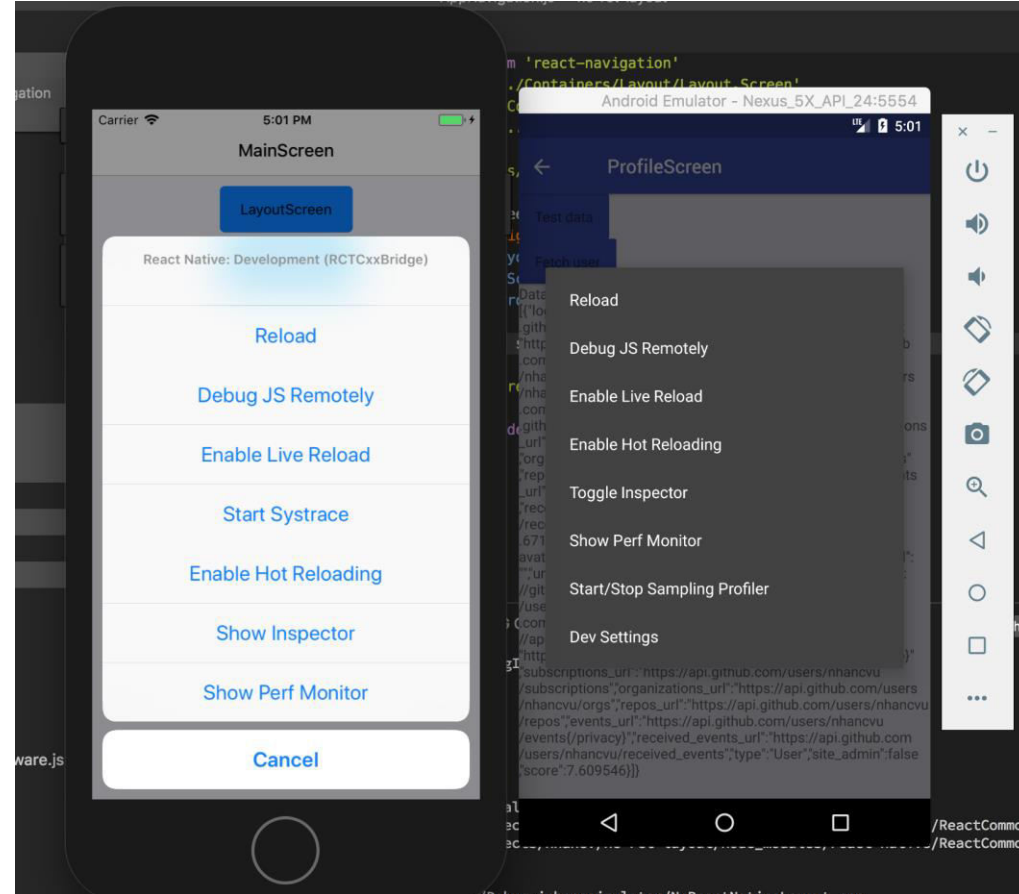 gation
ware.js
Carrier
5:01 PM
MainScreen
LayoutScreen
React Native: Development (RCTCxxBridge)
Reload
Debug JS Remotely
Enable Live Reload
Start Systrace
Enable Hot Reloading
Show Inspector
Show Perf Monitor
Cancel
m 'react-navigation'
./Containers/Layout/Layout.Screen'
Android Emulator - Nexus_5X_API_24:5554
LTE 5:01
ProfileScreen
Test data
Fetch user
Data
[{"lo
Reload
Debug JS Remotely
Enable Live Reload
Enable Hot Reloading
Toggle Inspector
Show Perf Monitor
Start/Stop Sampling Profiler
Dev Settings
,"subscriptions_url":"https://api.github.com/users/nhancvu
/subscriptions","organizations_url":"https://api.github.com/users
/nhancvu/orgs","repos_url":"https://api.github.com/users/nhancvu
/repos","events_url":"https://api.github.com/users/nhancvu
/events{/privacy}","received_events_url":"https://api.github.com
/users/nhancvu/received_events","type":"User","site_admin":false
,"score":7.609546}]}
/ReactCommo
/ReactCommo